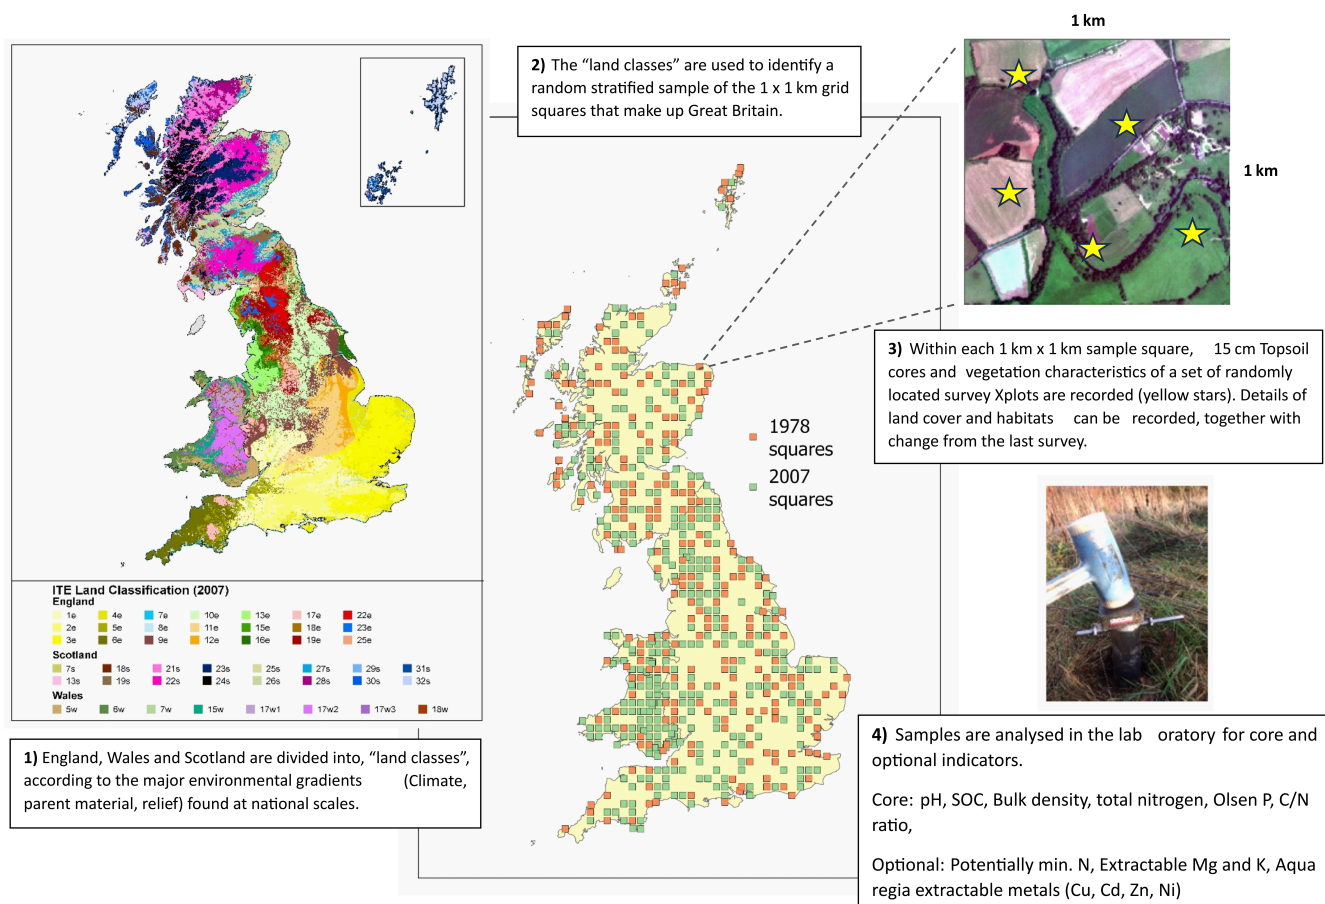 1 km
2) The “land classes” are used to identify a
random stratified sample of the 1 x 1 km grid
squares that make up Great Britain.
1 km
3) Within each 1 km x 1 km sample square, 15 cm Topsoil
cores and vegetation characteristics of a set of randomly
located survey Xplots are recorded (yellow stars). Details of
land cover and habitats can be recorded, together with
change from the last survey.
1978
squares
2007
squares
ITE Land Classification (2007)
England
1e 4e 7e 10e 13e 17e 22e
2e 5e 8e 11e 15e 18e 23e
3e 6e 9e 12e 16e 19e 25e
Scotland
7s 18s 21s 23s 25s 27s 29s 31s
13s 19s 22s 24s 26s 28s 30s 32s
Wales
5w 6w 7w 15w 17w1 17w2 17w3 18w
1) England, Wales and Scotland are divided into, “land classes”,
according to the major environmental gradients (Climate,
parent material, relief) found at national scales.
4) Samples are analysed in the lab oratory for core and
optional indicators.
Core: pH, SOC, Bulk density, total nitrogen, Olsen P, C/N
ratio,
Optional: Potentially min. N, Extractable Mg and K, Aqua
regia extractable metals (Cu, Cd, Zn, Ni)